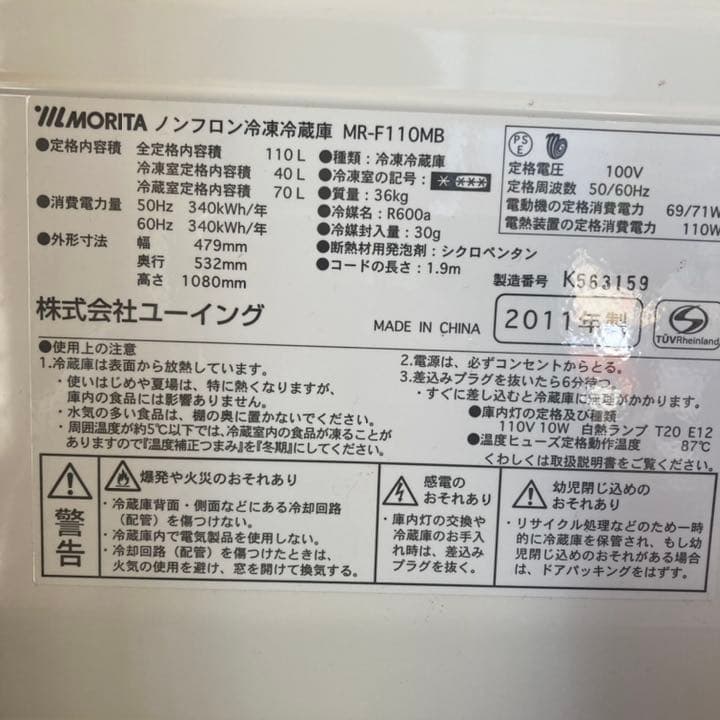 MORITA ノンフロン冷凍冷蔵庫 MR-F110MB
●定格内容積 全定格内容積 110 L
冷凍室定格内容積 40 L
冷蔵室定格内容積 70 L
●消費電力量 50Hz 340kWh/年
60Hz 340kWh/年
●外形寸法 幅 479mm
奥行 532mm
高さ 1080mm
●種類：冷凍冷蔵庫
●冷凍室の記号：
●質量：36kg
●冷媒名：R600a
●冷媒封入量：30g
●断熱材用発泡剤：シクロペンタン
●コードの長さ：1.9m
PSE
定格電圧 100V
定格周波数 50/60Hz
電動機の定格消費電力 69/71W
電熱装置の定格消費電力 110W
製造番号 K563159
株式会社ユーイング
MADE IN CHINA
2011年製
TÜVRheinland
●使用上の注意
1.冷蔵庫は表面から放熱しています。
・使いはじめや夏場は、特に熱くなりますが、
庫内の食品には影響ありません。
・水気の多い食品は、棚の奥に置かないでください。
・周囲温度が約5℃以下では、冷蔵室内の食品が凍ることが
ありますので『温度補正つまみ』を『冬期』にしてください。
2.電源は、必ずコンセントからとる。
3.差込みプラグを抜いたら6分待つ。
・すぐに差し込むと冷蔵庫に無理がかかります。
●庫内灯の定格及び種類
110V 10W 白熱ランプ T20 E12
●温度ヒューズ定格動作温度 87℃
くわしくは取扱説明書をご覧ください。
警告
爆発や火災のおそれあり
・冷蔵庫背面・側面などにある冷却回路
（配管）を傷つけない。
・冷蔵庫内で電気製品を使用しない。
・冷却回路（配管）を傷つけたときは、
火気の使用を避け、窓を開けて換気する。
感電の
おそれあり
・庫内灯の交換や
冷蔵庫のお手入
れ時は、差込み
プラグを抜く。
幼児閉じ込めの
おそれあり
・リサイクル処理などのため一時
的に冷蔵庫を保管され、もし幼
児閉じ込めのおそれがある場合
は、ドアパッキングをはずす。